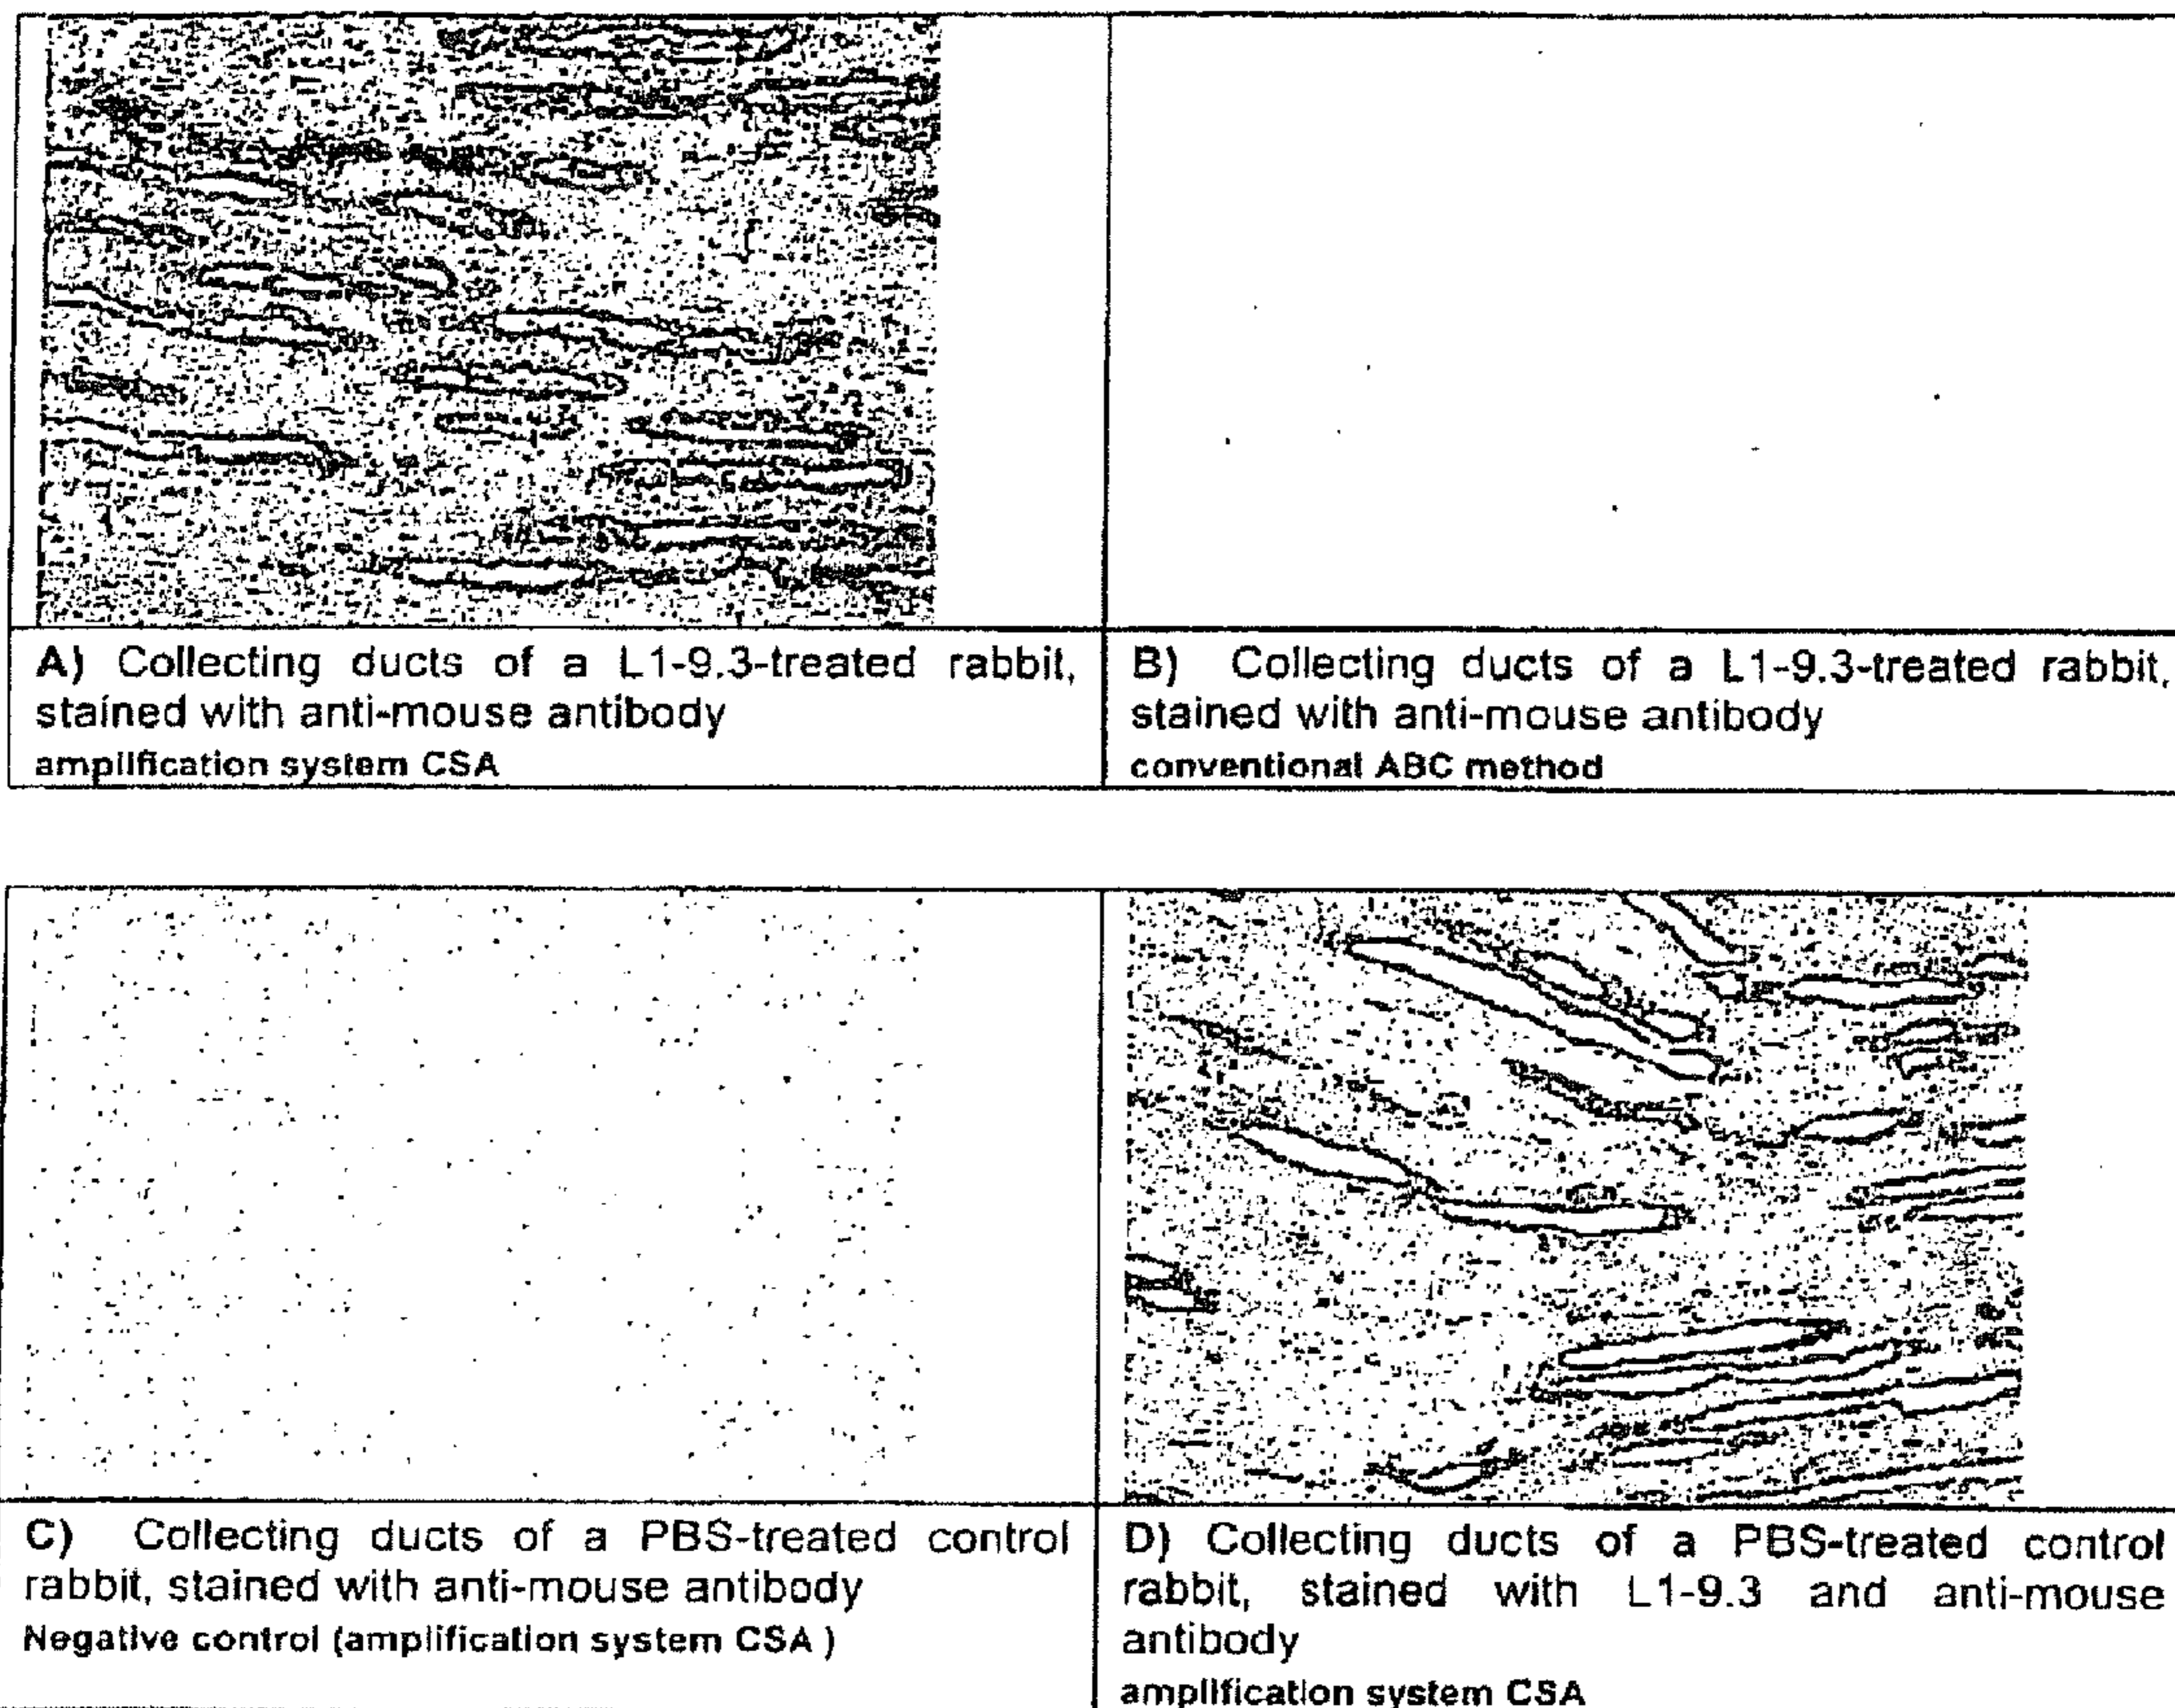 A) Collecting ducts of a L1-9.3-treated rabbit,
stained with anti-mouse antibody
amplification system CSA
B) Collecting ducts of a L1-9.3-treated rabbit,
stained with anti-mouse antibody
conventional ABC method
C) Collecting ducts of a PBS-treated control
rabbit, stained with anti-mouse antibody
Negative control (amplification system CSA )
D) Collecting ducts of a PBS-treated control
rabbit, stained with L1-9.3 and anti-mouse
antibody
amplification system CSA